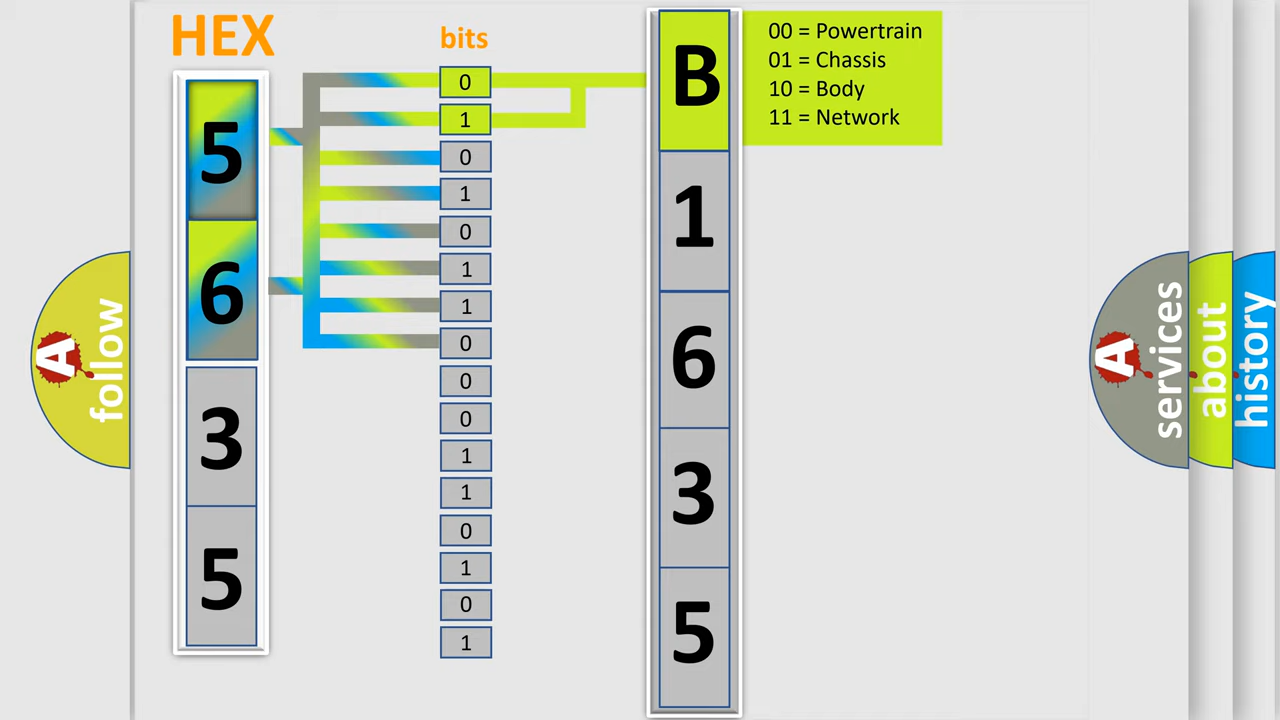 HEX
bits
5
6
3
5
0
1
0
1
0
1
1
0
0
0
1
1
0
1
0
1
B
1
6
3
5
00 = Powertrain
01 = Chassis
10 = Body
11 = Network
A follow
A services
about
history